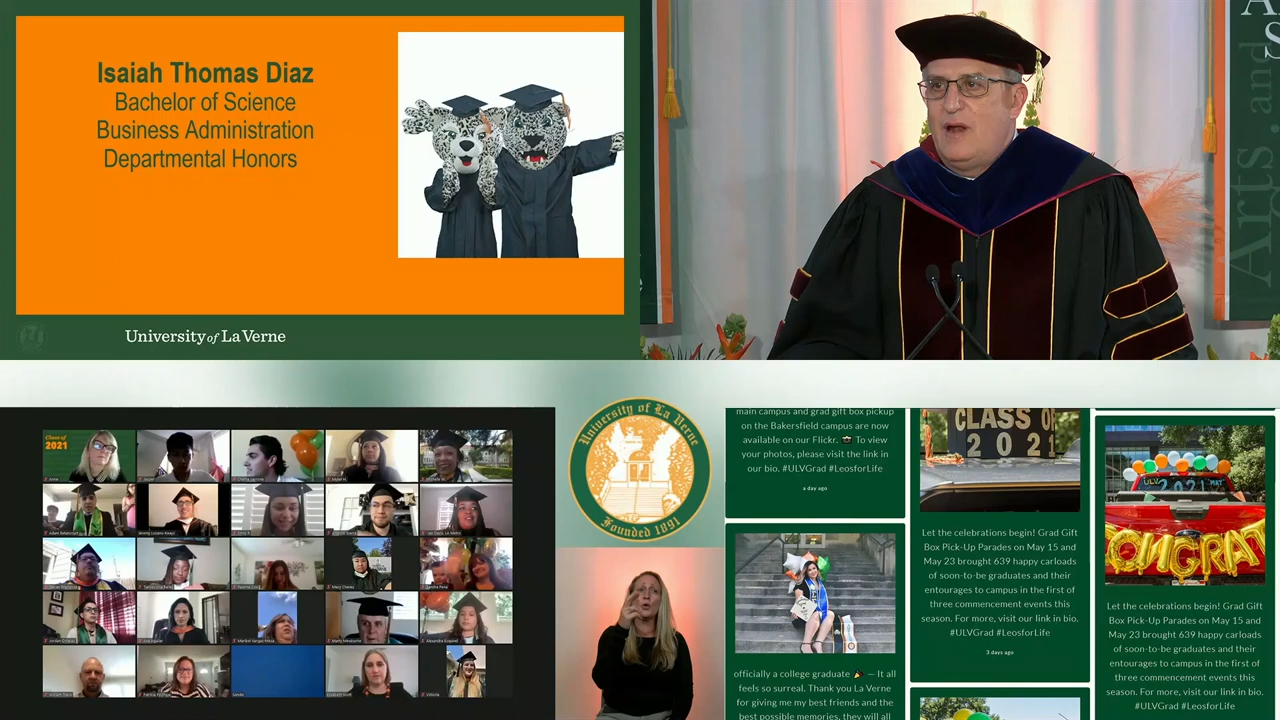 Isaiah Thomas Diaz
Bachelor of Science
Business Administration
Departmental Honors
University of La Verne
Arts, and
Class of
2021
University of La Verne
Founded 1891
main campus and grad gift box pickup
on the Bakersfield campus are now
available on our Flickr. 📷 To view
your photos, please visit the link in
our bio. #ULVGrad #LeosforLife
a day ago
officially a college graduate 🎉 — It all
feels so surreal. Thank you La Verne
for giving me my best friends and the
best possible memories, they will all
CLASS OF
2021
Let the celebrations begin! Grad Gift
Box Pick-Up Parades on May 15 and
May 23 brought 639 happy carloads
of soon-to-be graduates and their
entourages to campus in the first of
three commencement events this
season. For more, visit our link in bio.
#ULVGrad #LeosforLife
3 days ago
ULV
2021
CONGRAT
Let the celebrations begin! Grad Gift
Box Pick-Up Parades on May 15 and
May 23 brought 639 happy carloads
of soon-to-be graduates and their
entourages to campus in the first of
three commencement events this
season. For more, visit our link in bio.
#ULVGrad #LeosforLife